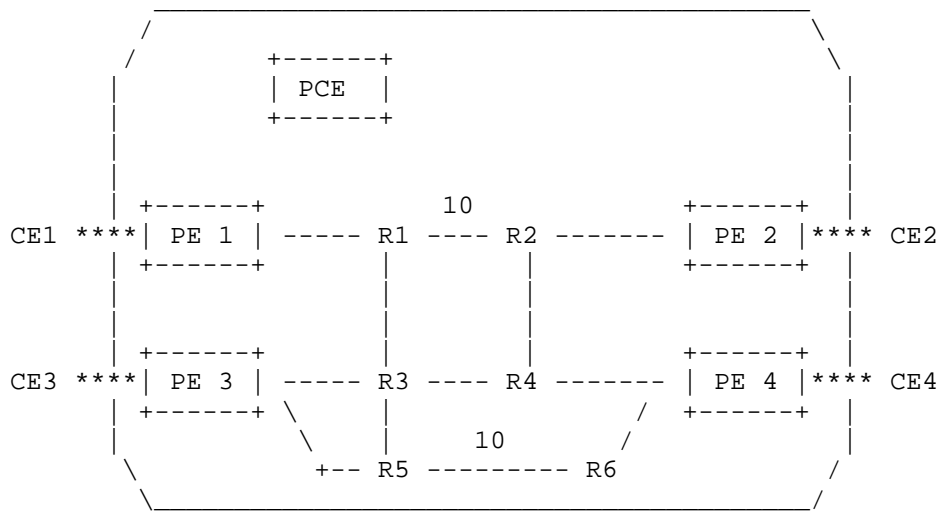 PCE
10
CE1 **** PE 1 ----- R1 ---- R2 ------- PE 2 **** CE2
CE3 **** PE 3 ----- R3 ---- R4 ------- PE 4 **** CE4
10
+-- R5 --------- R6